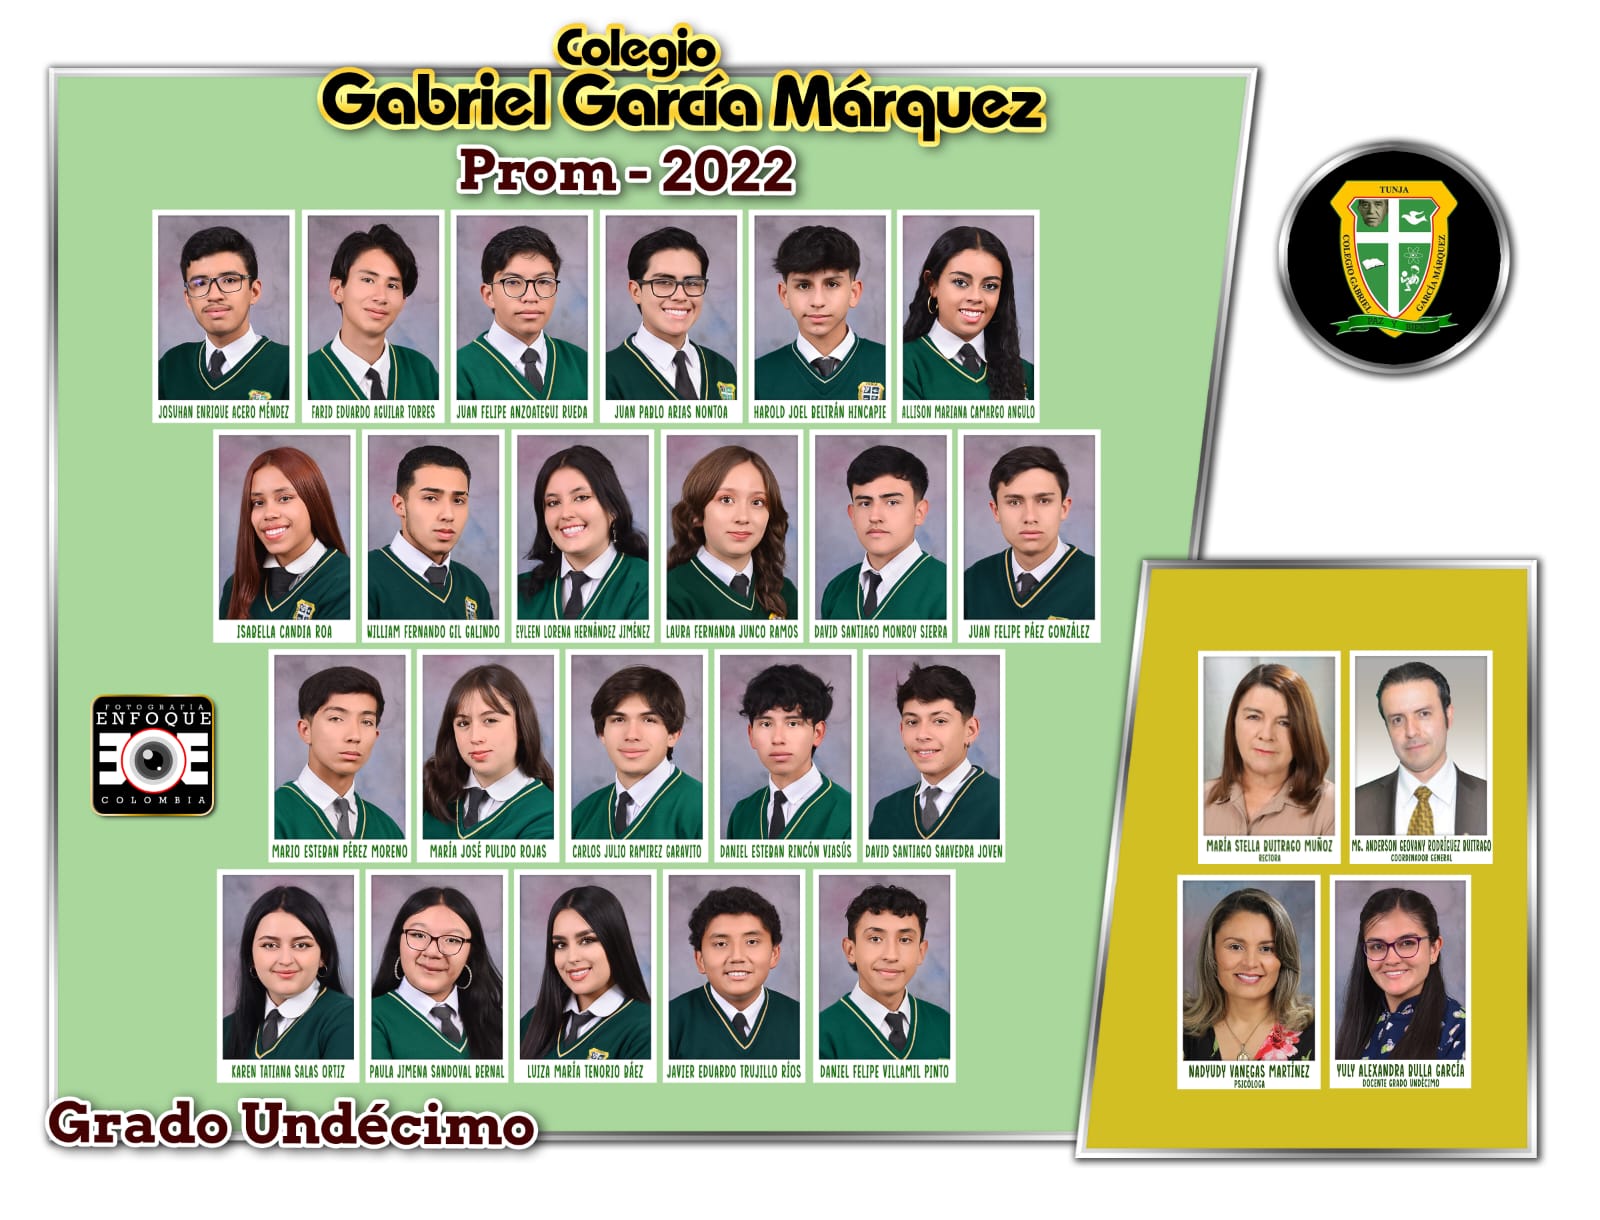 Colegio
Gabriel García Márquez
Prom - 2022
TUNJA
COLEGIO GABRIEL
GARCÍA MÁRQUEZ
PAZ Y BIEN
JOSUHAN ENRIQUE ACERO MÉNDEZ
FARID EDUARDO AGUILAR TORRES
JUAN FELIPE ANZOATEGUI RUEDA
JUAN PABLO ARIAS NONTOA
HAROLD JOEL BELTRÁN HINCAPIE
ALLISON MARIANA CAMARGO ANGULO
ISABELLA CANDIA ROA
WILLIAM FERNANDO GIL GALINDO
EYLEEN LORENA HERNÁNDEZ JIMÉNEZ
LAURA FERNANDA JUNCO RAMOS
DAVID SANTIAGO MONROY SIERRA
JUAN FELIPE PÁEZ GONZÁLEZ
FOTOGRAFÍA
ENFOQUE
COLOMBIA
MARIO ESTEBAN PÉREZ MORENO
MARÍA JOSÉ PULIDO ROJAS
CARLOS JULIO RAMIREZ GARAVITO
DANIEL ESTEBAN RINCÓN VIASÚS
DAVID SANTIAGO SAAVEDRA JOVEN
KAREN TATIANA SALAS ORTIZ
PAULA JIMENA SANDOVAL BERNAL
LUIZA MARÍA TENORIO BÁEZ
JAVIER EDUARDO TRUJILLO RÍOS
DANIEL FELIPE VILLAMIL PINTO
MARÍA STELLA BUITRAGO MUÑOZ
RECTORA
MG. ANDERSON GEOVANY RODRÍGUEZ BUITRAGO
COORDINADOR GENERAL
NADYUDY VANEGAS MARTÍNEZ
PSICÓLOGA
YULY ALEXANDRA BULLA GARCÍA
DOCENTE GRADO UNDÉCIMO
Grado Undécimo